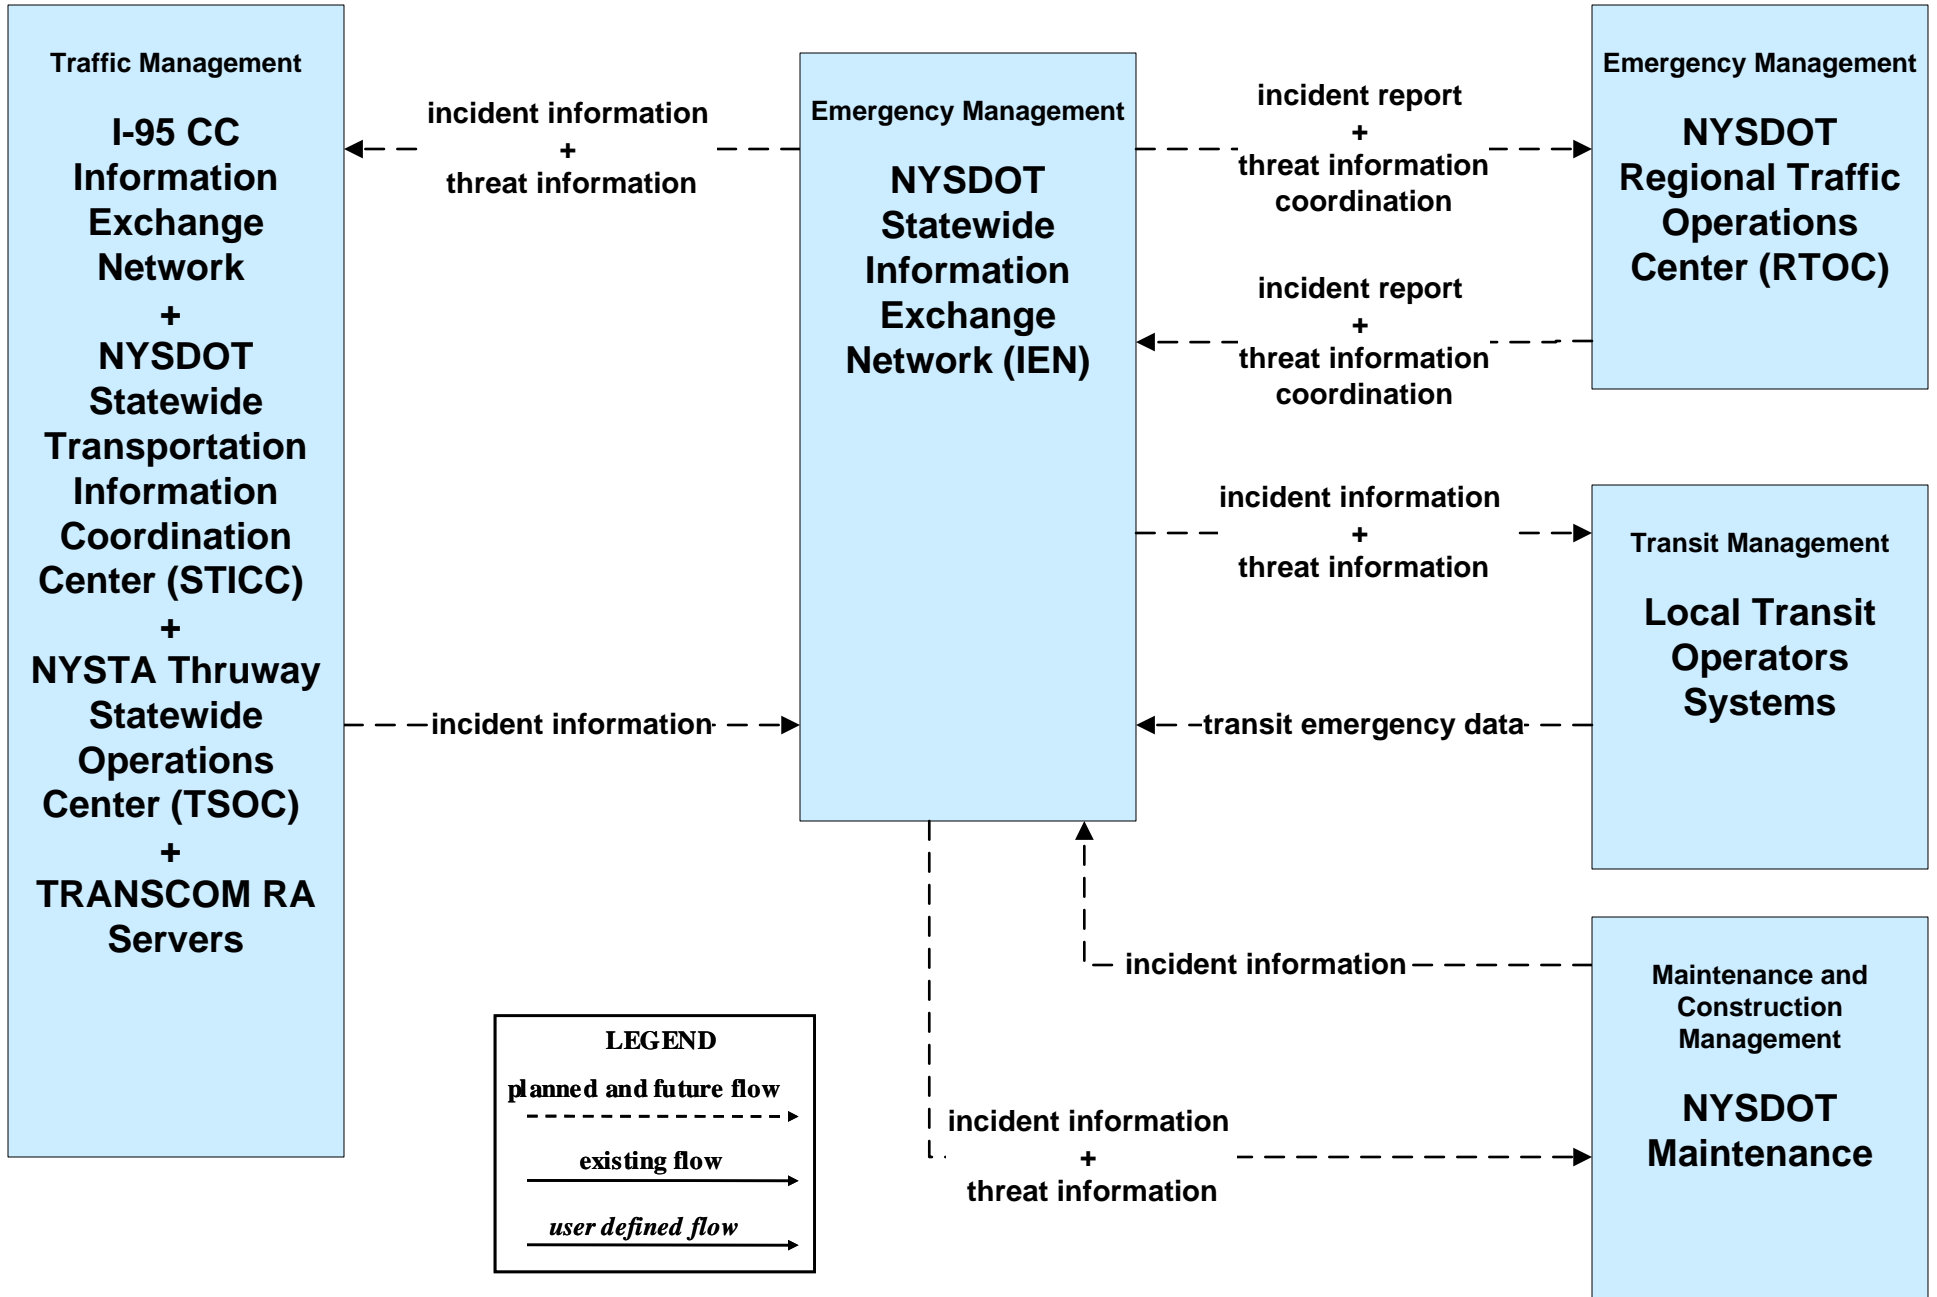 Traffic Management
I-95 CC
Information
Exchange
Network
+
NYSDOT
Statewide
Transportation
Information
Coordination
Center (STICC)
+
NYSTA Thruway
Statewide
Operations
Center (TSOC)
+
TRANSCOM RA
Servers
incident information
+
threat information
incident information
Emergency Management
NYSDOT
Statewide
Information
Exchange
Network (IEN)
incident report
+
threat information
coordination
incident report
+
threat information
coordination
incident information
+
threat information
transit emergency data
incident information
incident information
+
threat information
Emergency Management
NYSDOT
Regional Traffic
Operations
Center (RTOC)
Transit Management
Local Transit
Operators
Systems
Maintenance and
Construction
Management
NYSDOT
Maintenance
LEGEND
planned and future flow
existing flow
user defined flow